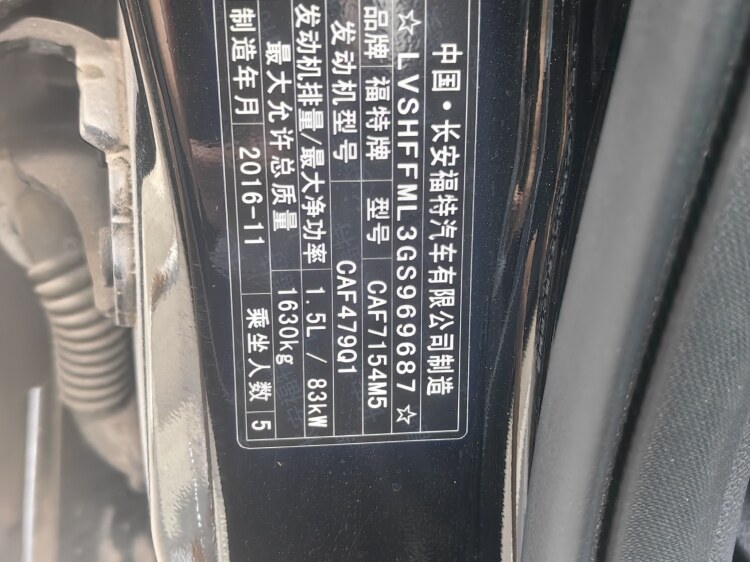 中国·长安福特汽车有限公司制造
☆LVSHFFML3GS969687☆
品牌 福特牌 型号 CAF7154M5
发动机型号 CAF479Q1
发动机排量/最大净功率 1.5L / 83kW
最大允许总质量 1630kg
制造年月 2016-11 乘坐人数 5